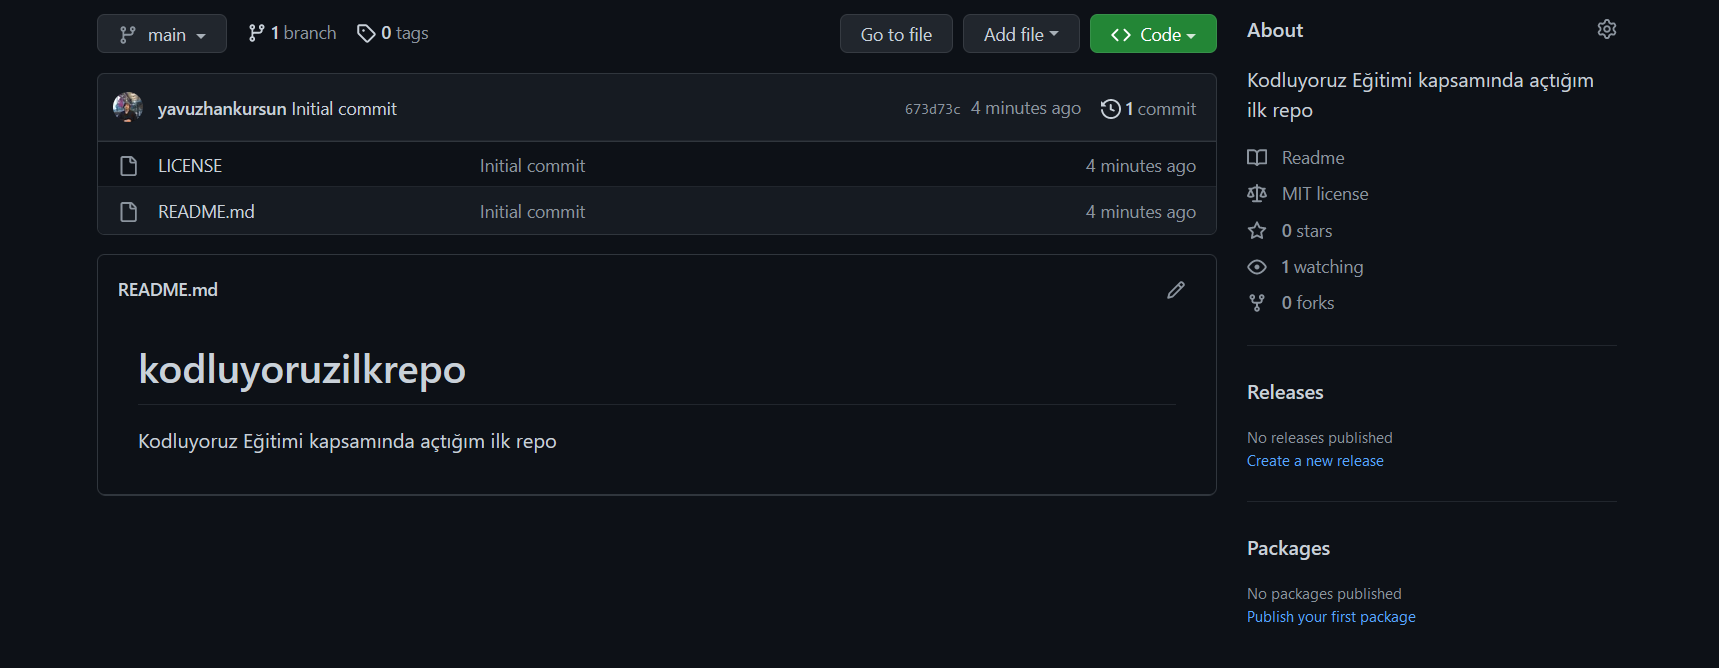 main
1 branch
0 tags
Go to file
Add file
Code
yavuzhankursun Initial commit
673d73c 4 minutes ago
1 commit
LICENSE Initial commit 4 minutes ago
README.md Initial commit 4 minutes ago
README.md
kodluyoruzilkrepo
Kodluyoruz Eğitimi kapsamında açtığım ilk repo
About
Kodluyoruz Eğitimi kapsamında açtığım
ilk repo
Readme
MIT license
0 stars
1 watching
0 forks
Releases
No releases published
Create a new release
Packages
No packages published
Publish your first package